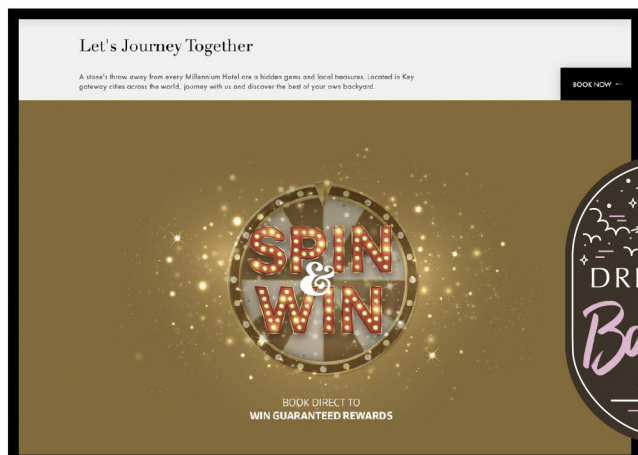 Let's Journey Together
A stone's throw away from every Millennium Hotel are a hidden gems and local treasures. Located in Key
gateway cities across the world, journey with us and discover the best of your own backyard.
BOOK NOW
SPIN
&
WIN
BOOK DIRECT TO
WIN GUARANTEED REWARDS